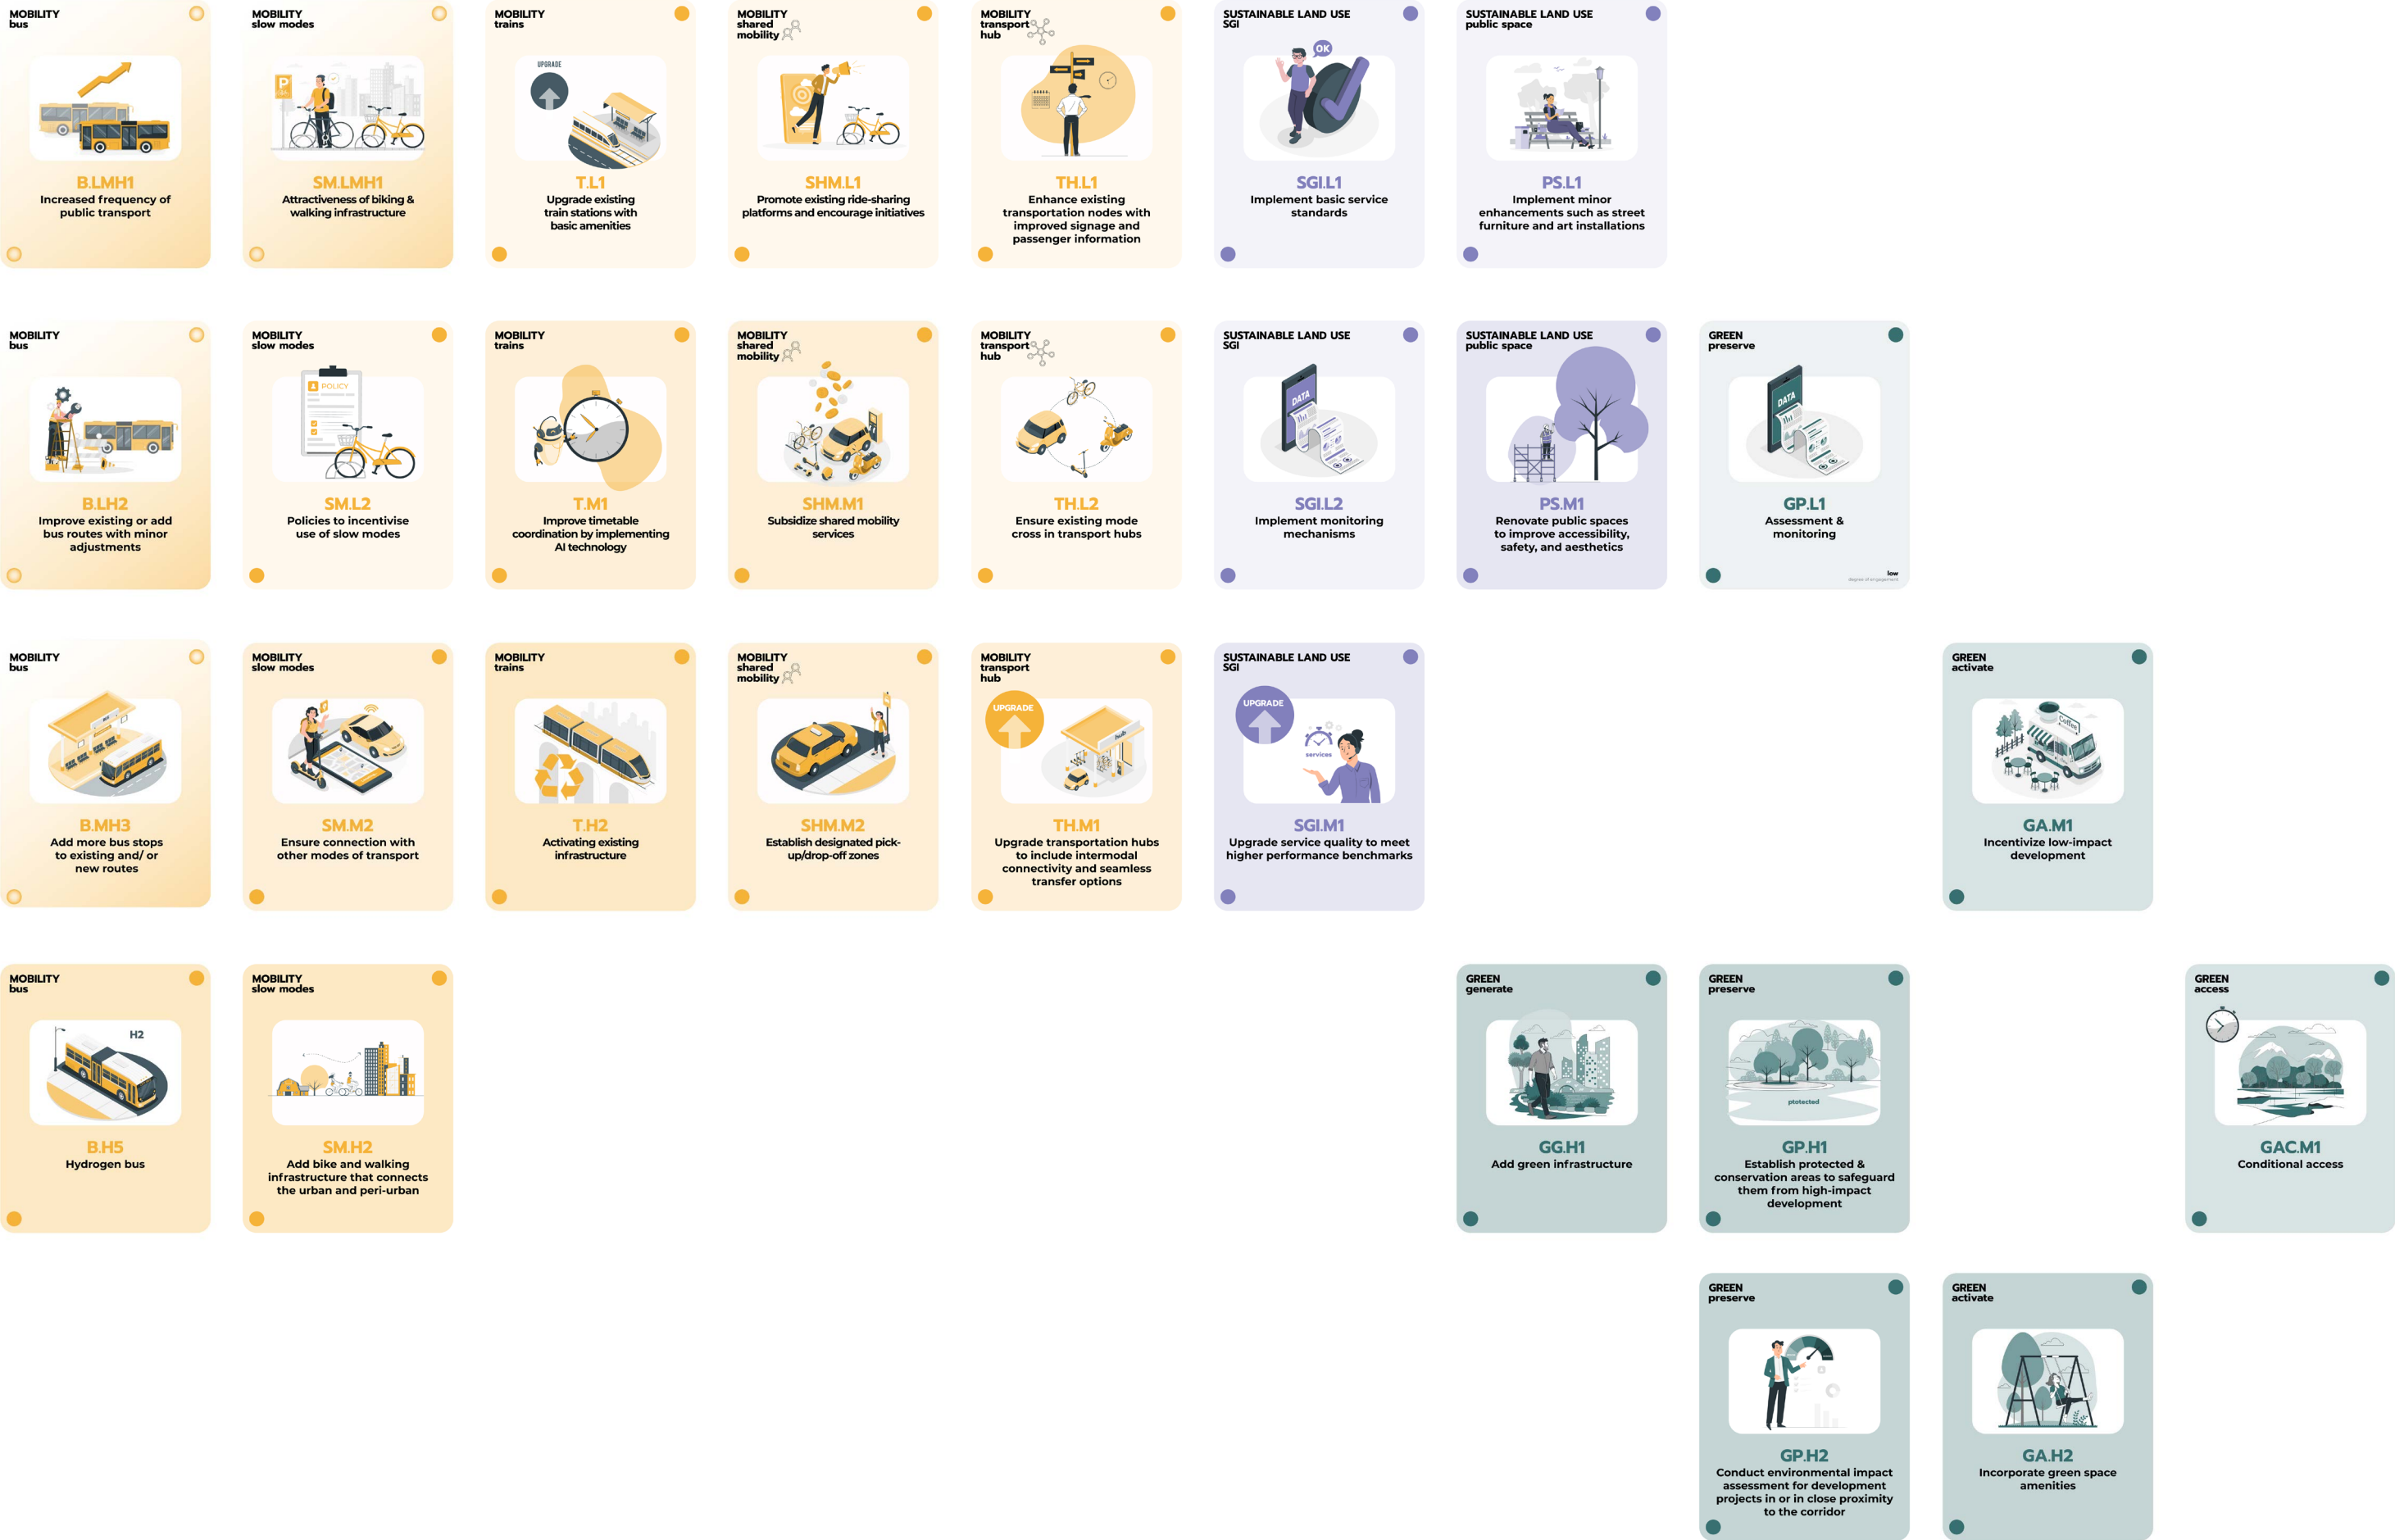 MOBILITY
bus
B.LMH1
Increased frequency of
public transport
MOBILITY
slow modes
P
SM.LMH1
Attractiveness of biking &
walking infrastructure
MOBILITY
trains
UPGRADE
T.L1
Upgrade existing
train stations with
basic amenities
MOBILITY
shared
mobility
SHM.L1
Promote existing ride-sharing
platforms and encourage initiatives
MOBILITY
transport
hub
TH.L1
Enhance existing
transportation nodes with
improved signage and
passenger information
SUSTAINABLE LAND USE
SGI
OK
SGI.L1
Implement basic service
standards
SUSTAINABLE LAND USE
public space
PS.L1
Implement minor
enhancements such as street
furniture and art installations
MOBILITY
bus
B.LH2
Improve existing or add
bus routes with minor
adjustments
MOBILITY
slow modes
POLICY
SM.L2
Policies to incentivise
use of slow modes
MOBILITY
trains
T.M1
Improve timetable
coordination by implementing
AI technology
MOBILITY
shared
mobility
SHM.M1
Subsidize shared mobility
services
MOBILITY
transport
hub
TH.L2
Ensure existing mode
cross in transport hubs
SUSTAINABLE LAND USE
SGI
DATA
SGI.L2
Implement monitoring
mechanisms
SUSTAINABLE LAND USE
public space
PS.M1
Renovate public spaces
to improve accessibility,
safety, and aesthetics
GREEN
preserve
DATA
GP.L1
Assessment &
monitoring
low
degree of engagement
MOBILITY
bus
B.MH3
Add more bus stops
to existing and/ or
new routes
MOBILITY
slow modes
SM.M2
Ensure connection with
other modes of transport
MOBILITY
trains
T.H2
Activating existing
infrastructure
MOBILITY
shared
mobility
SHM.M2
Establish designated pick-
up/drop-off zones
MOBILITY
transport
hub
UPGRADE
hub
TH.M1
Upgrade transportation hubs
to include intermodal
connectivity and seamless
transfer options
SUSTAINABLE LAND USE
SGI
UPGRADE
services
SGI.M1
Upgrade service quality to meet
higher performance benchmarks
GREEN
activate
Coffee
GA.M1
Incentivize low-impact
development
MOBILITY
bus
H2
B.H5
Hydrogen bus
MOBILITY
slow modes
SM.H2
Add bike and walking
infrastructure that connects
the urban and peri-urban
GREEN
generate
GG.H1
Add green infrastructure
GREEN
preserve
ptotected
GP.H1
Establish protected &
conservation areas to safeguard
them from high-impact
development
GREEN
access
GAC.M1
Conditional access
GREEN
preserve
GP.H2
Conduct environmental impact
assessment for development
projects in or in close proximity
to the corridor
GREEN
activate
GA.H2
Incorporate green space
amenities